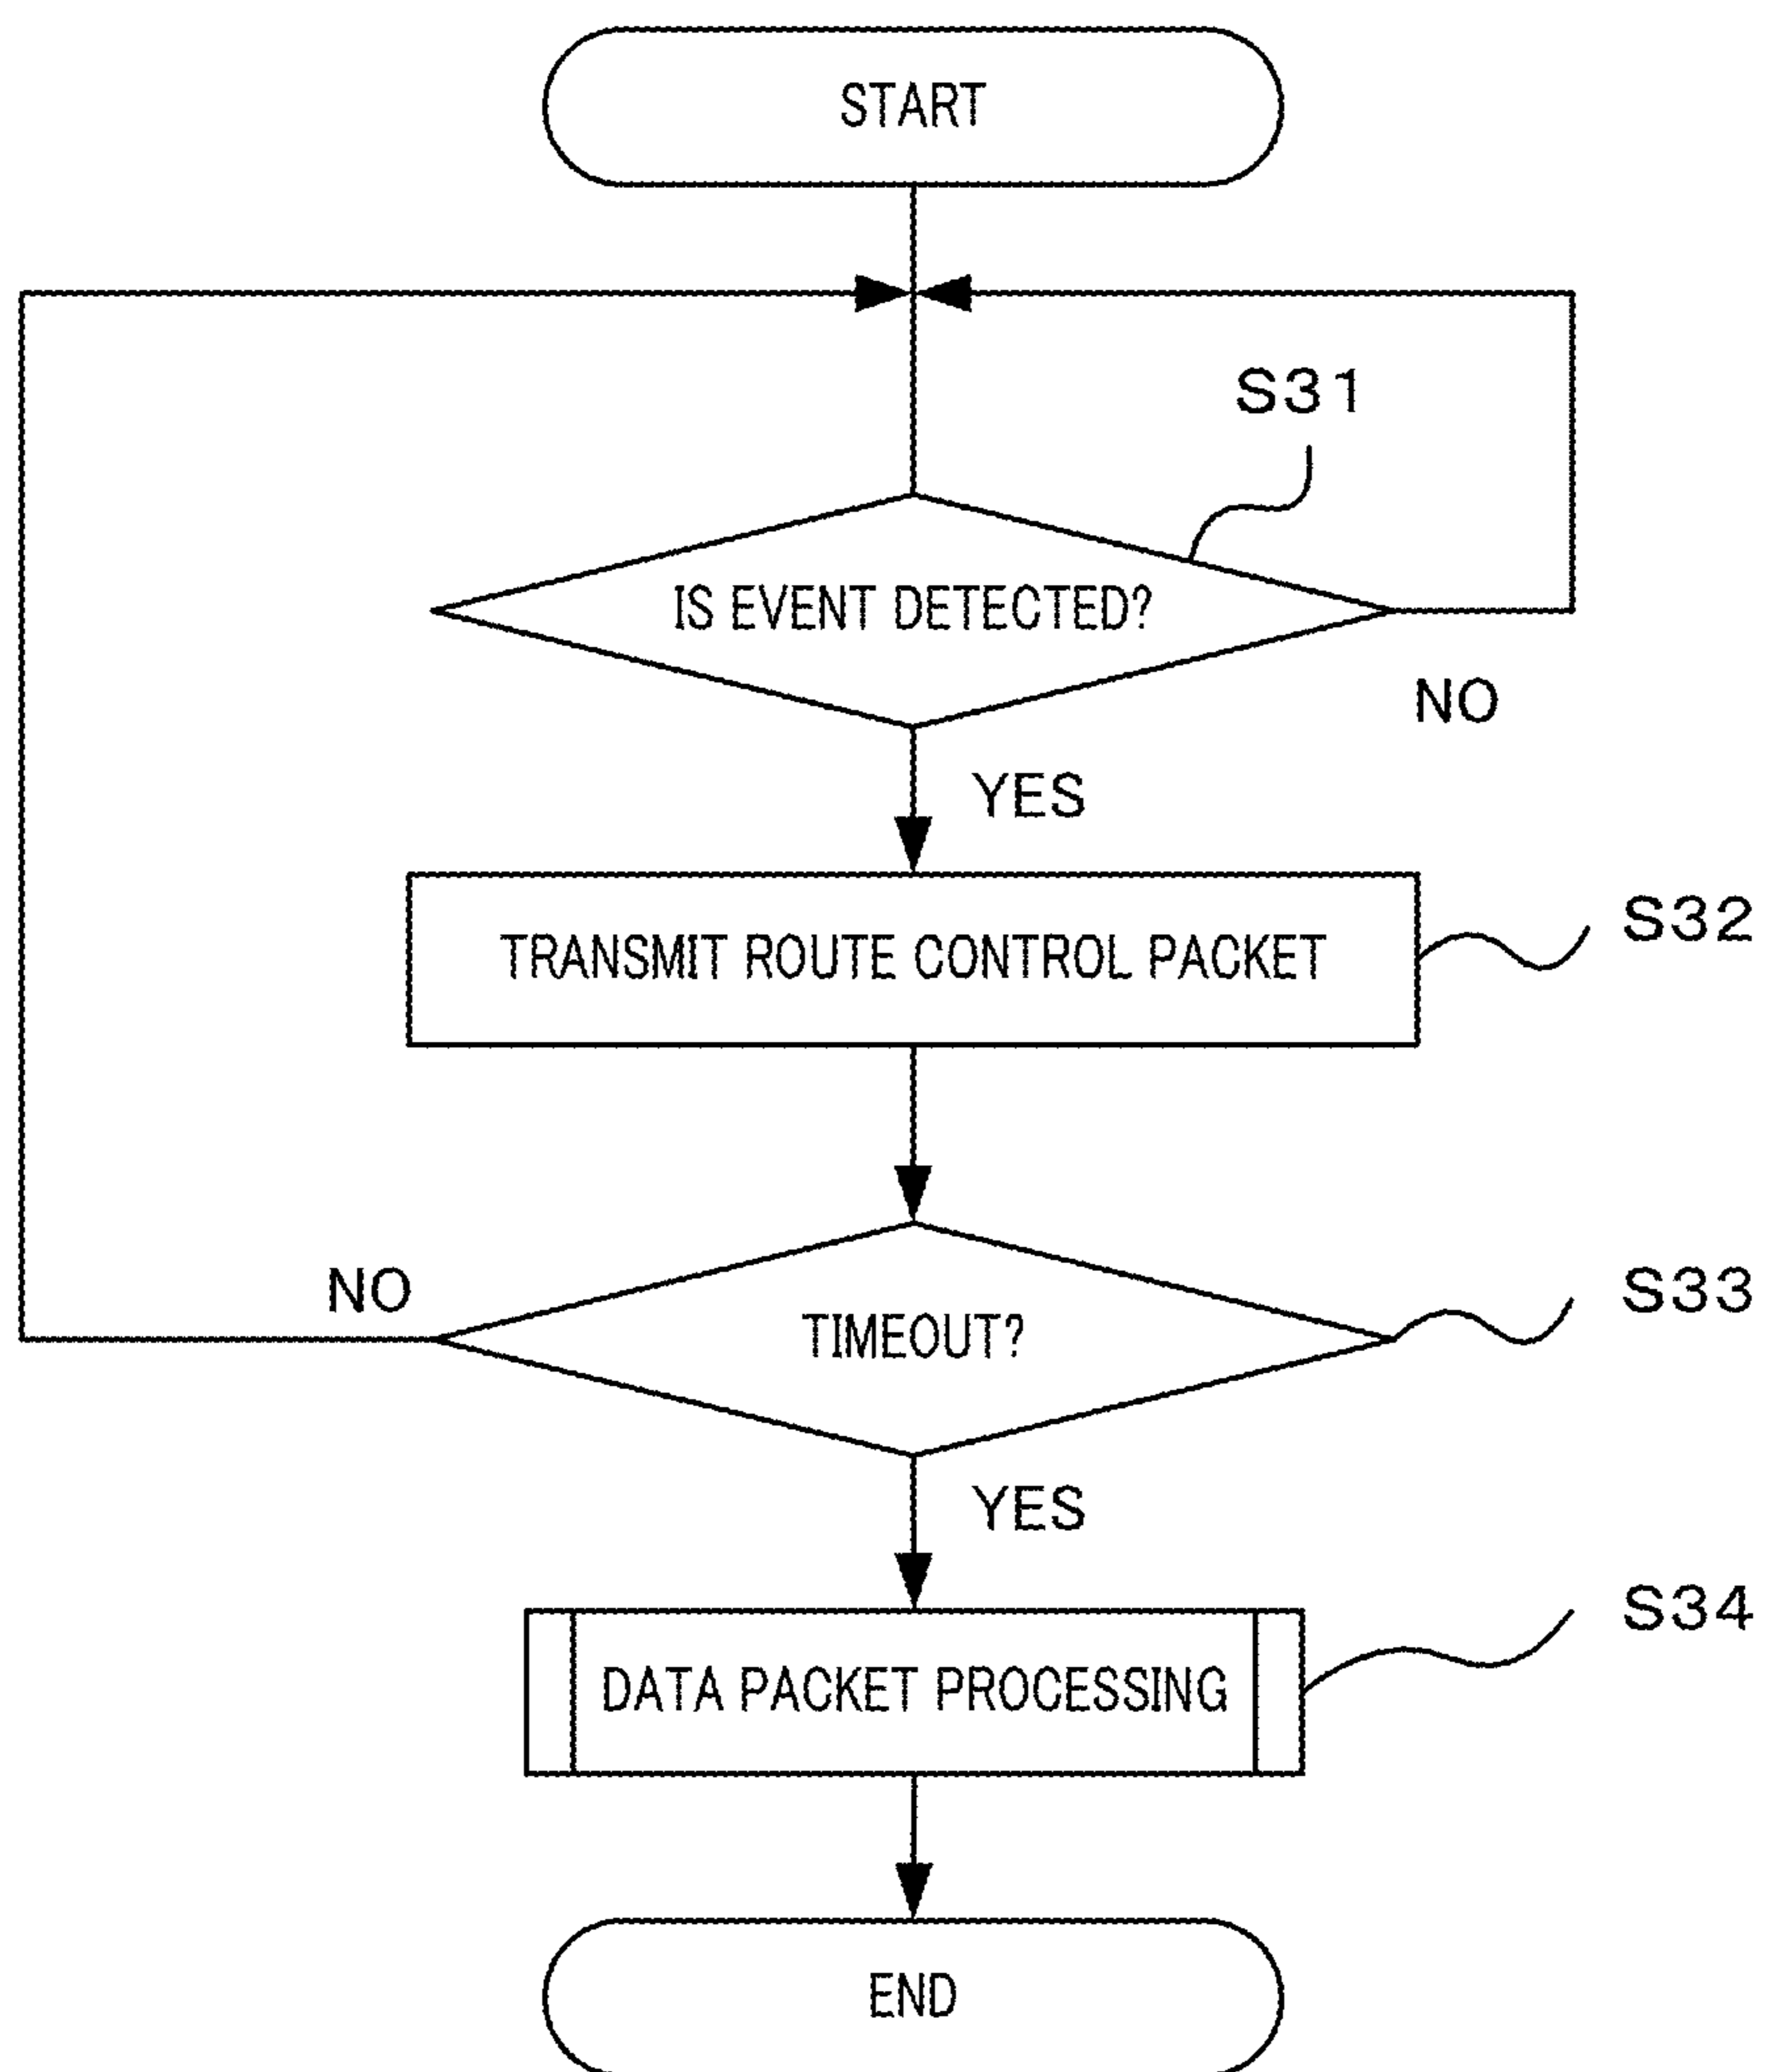 START
S31
IS EVENT DETECTED?
NO
YES
TRANSMIT ROUTE CONTROL PACKET
S32
NO
TIMEOUT?
S33
YES
S34
DATA PACKET PROCESSING
END